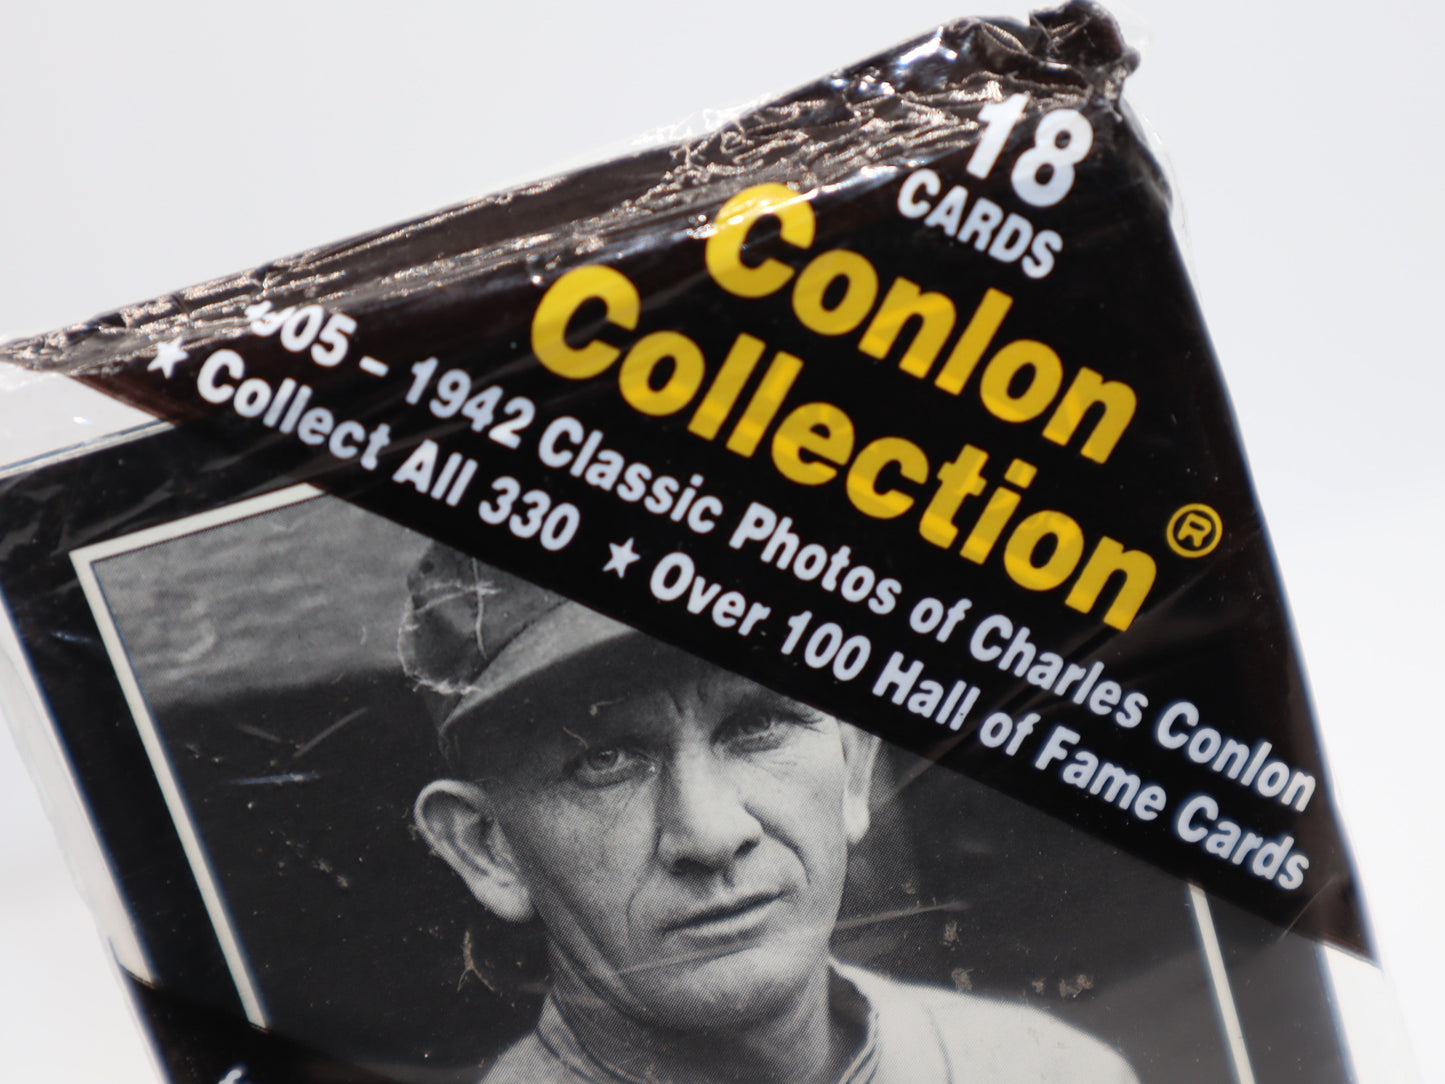 18
CARDS
Conlon
Collection®
1905 – 1942 Classic Photos of Charles Conlon
★ Collect All 330 ★ Over 100 Hall of Fame Cards